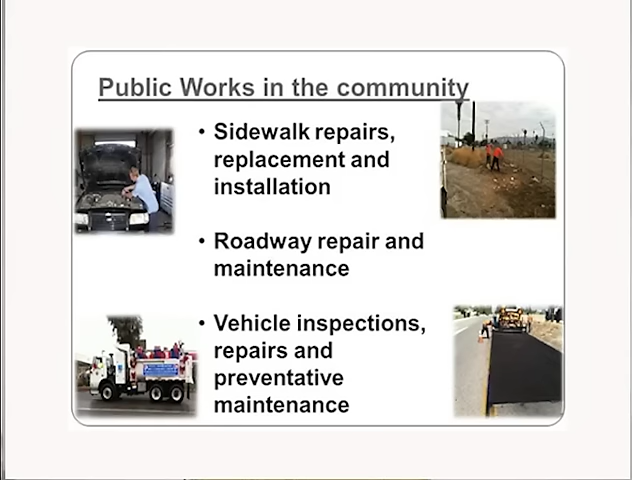 Public Works in the community
• Sidewalk repairs,
replacement and
installation
• Roadway repair and
maintenance
• Vehicle inspections,
repairs and
preventative
maintenance